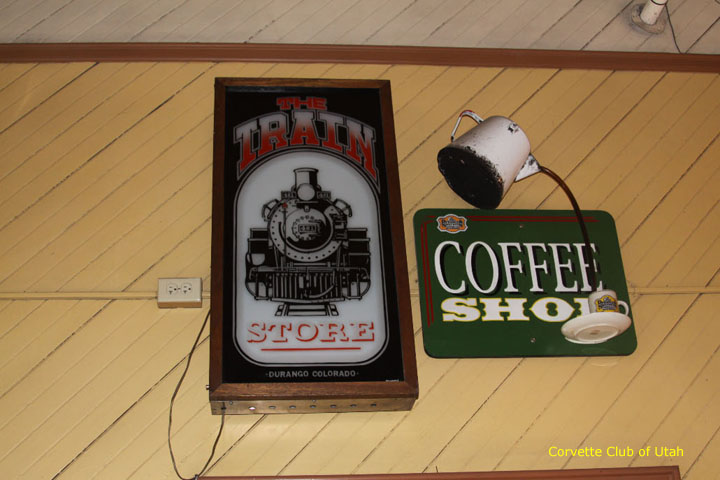 THE
TRAIN
STORE
·DURANGO COLORADO·
COFFEE
SHOP
Corvette Club of Utah